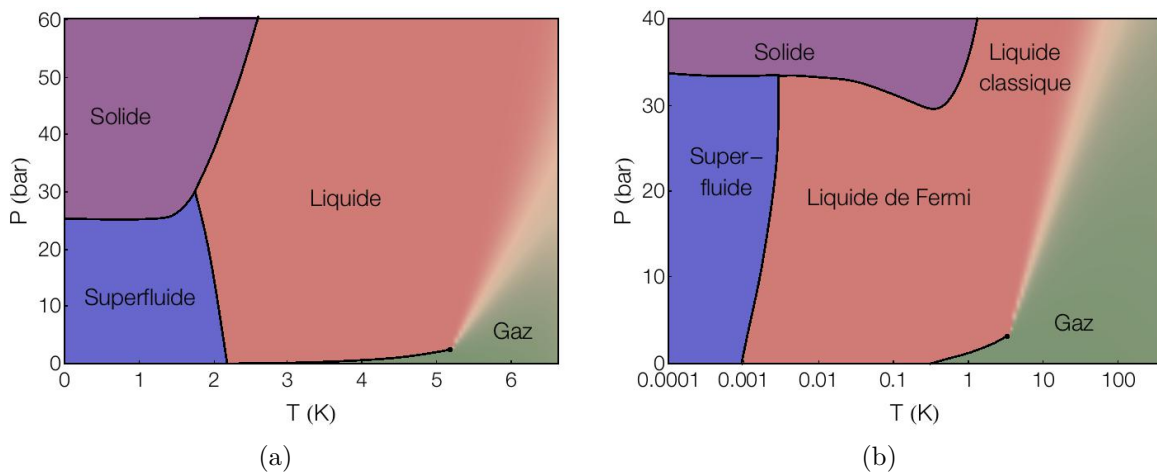 60
50
40
30
20
10
0
P (bar)
Solide
Superfluide
Liquide
Gaz
0 1 2 3 4 5 6
T (K)
(a)
40
30
20
10
0
P (bar)
Solide
Liquide
classique
Super–
fluide
Liquide de Fermi
Gaz
0.0001 0.001 0.01 0.1 1 10 100
T (K)
(b)